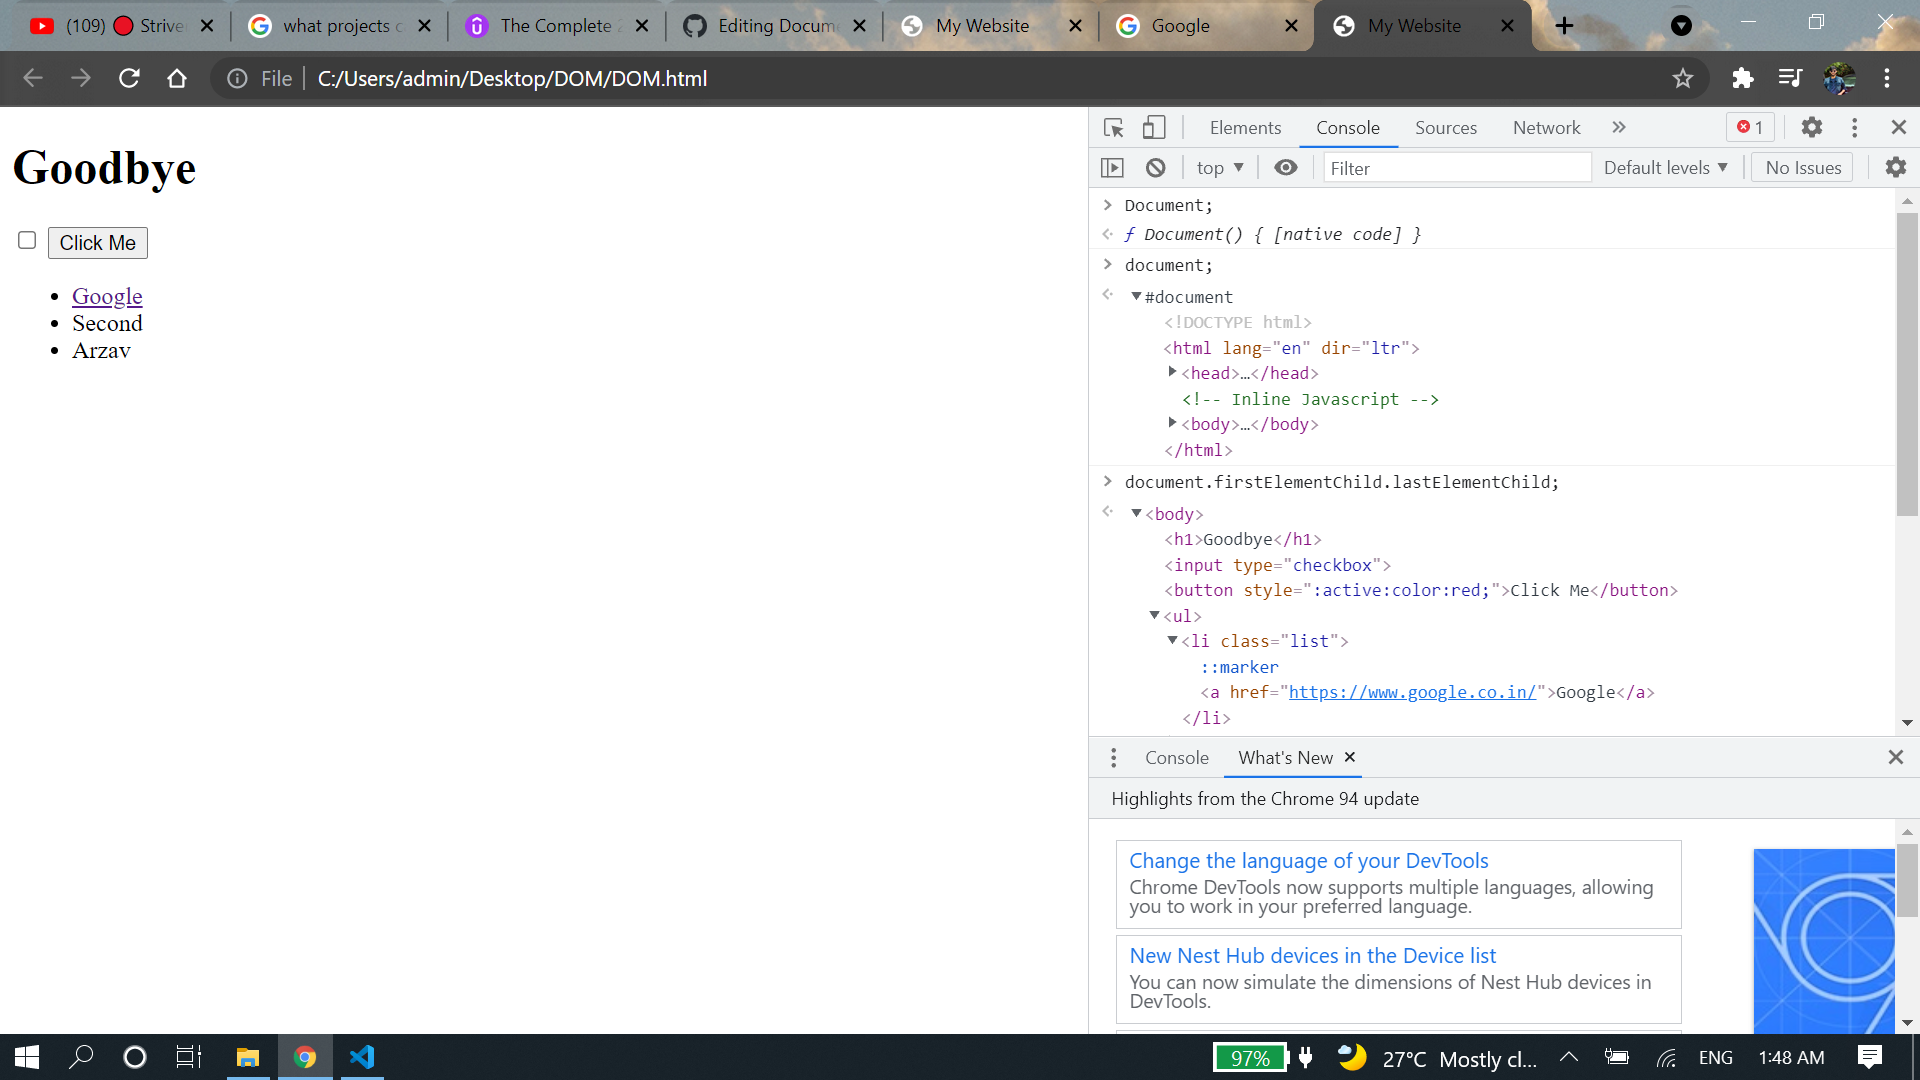 (109) Strive
what projects c
The Complete 2
Editing Docum
My Website
Google
My Website
File
C:/Users/admin/Desktop/DOM/DOM.html
Goodbye
Click Me
Google
Second
Arzav
Elements
Console
Sources
Network
1
top
Filter
Default levels
No Issues
Document;
ƒ Document() { [native code] }
document;
#document
<!DOCTYPE html>
<html lang="en" dir="ltr">
<head>…</head>
<!-- Inline Javascript -->
<body>…</body>
</html>
document.firstElementChild.lastElementChild;
<body>
<h1>Goodbye</h1>
<input type="checkbox">
<button style=":active:color:red;">Click Me</button>
<ul>
<li class="list">
::marker
<a href="https://www.google.co.in/">Google</a>
</li>
Console
What's New
Highlights from the Chrome 94 update
Change the language of your DevTools
Chrome DevTools now supports multiple languages, allowing
you to work in your preferred language.
New Nest Hub devices in the Device list
You can now simulate the dimensions of Nest Hub devices in
DevTools.
97%
27°C Mostly cl...
ENG
1:48 AM